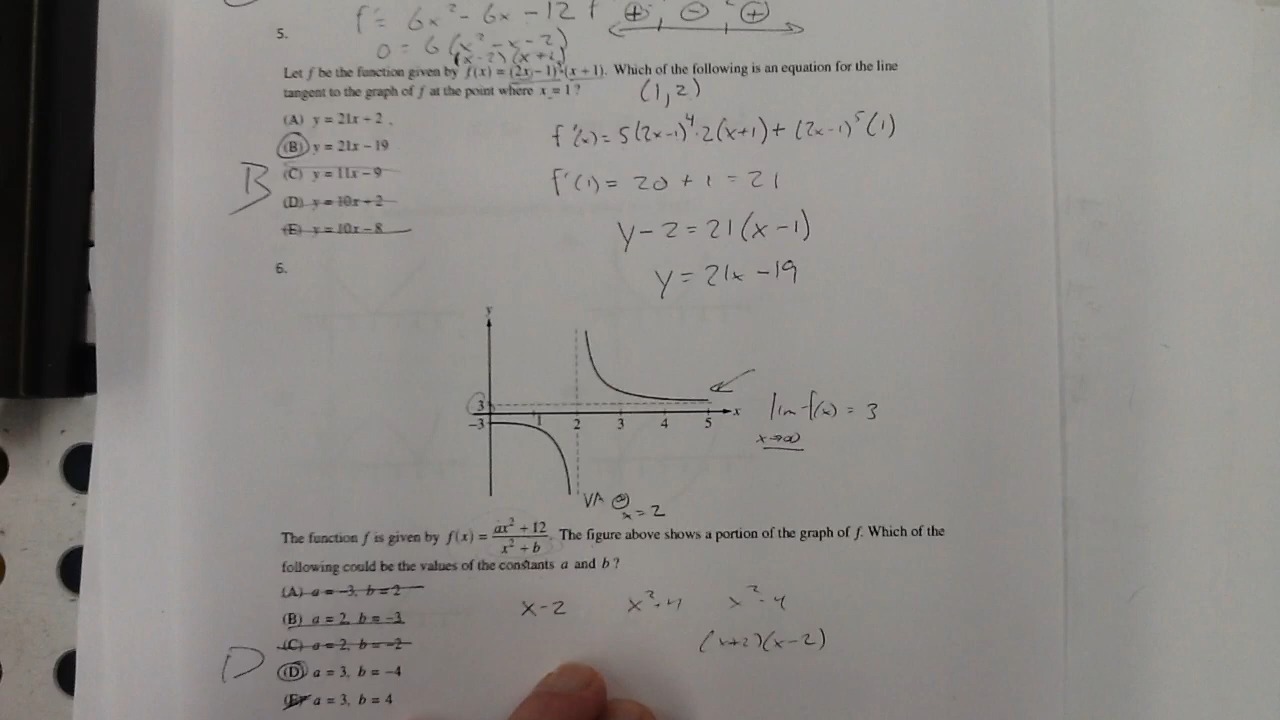 f' = 6x² - 6x - 12
⊕ ⊖ ⊕
5.
0 = 6(x² - x - 2)
(x-2)(x+1)
Let f be the function given by f(x) = (2x − 1)⁵(x + 1). Which of the following is an equation for the line
tangent to the graph of f at the point where x = 1?
(1, 2)
(A) y = 21x + 2
(B) y = 21x − 19
(C) y = 11x − 9
(D) y = 10x + 2
(E) y = 10x − 8
B
f'(x) = 5(2x-1)⁴·2(x+1) + (2x-1)⁵(1)
f'(1) = 20 + 1 = 21
y - 2 = 21(x - 1)
y = 21x - 19
6.
y
3
−3
1 2 3 4 5 x
lim f(x) = 3
x→∞
VA @ x = 2
The function f is given by f(x) = (ax² + 12)/(x² + b). The figure above shows a portion of the graph of f. Which of the
following could be the values of the constants a and b?
(A) a = −3, b = 2
(B) a = 2, b = −3
(C) a = 2, b = −2
(D) a = 3, b = −4
(E) a = 3, b = 4
D
x - 2
x² - 4
(x+2)(x-2)